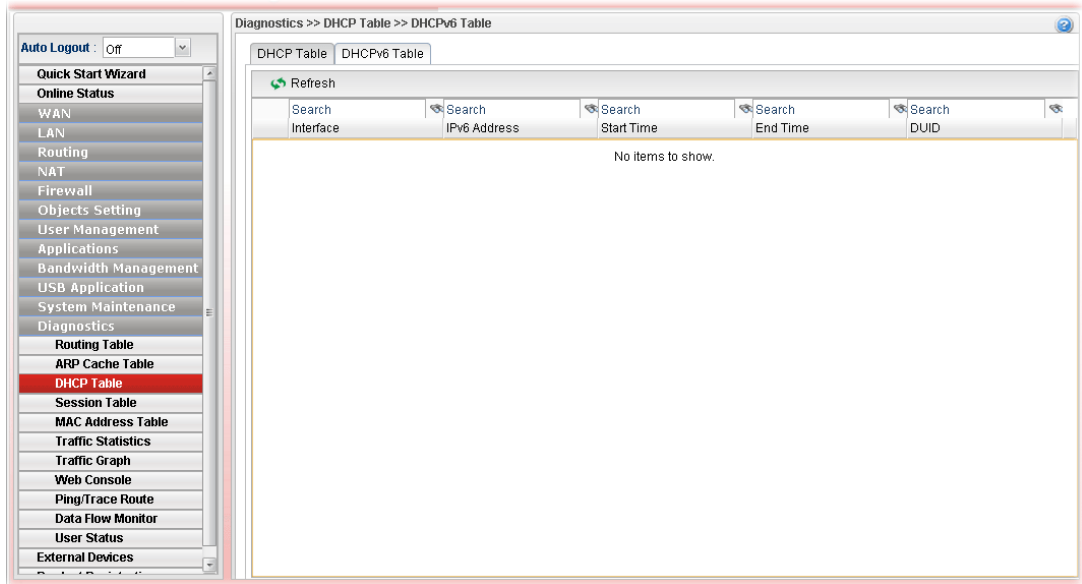 Diagnostics >> DHCP Table >> DHCPv6 Table
Auto Logout : Off
Quick Start Wizard
Online Status
WAN
LAN
Routing
NAT
Firewall
Objects Setting
User Management
Applications
Bandwidth Management
USB Application
System Maintenance
Diagnostics
Routing Table
ARP Cache Table
DHCP Table
Session Table
MAC Address Table
Traffic Statistics
Traffic Graph
Web Console
Ping/Trace Route
Data Flow Monitor
User Status
External Devices
DHCP Table DHCPv6 Table
Refresh
Search Search Search Search Search
Interface IPv6 Address Start Time End Time DUID
No items to show.